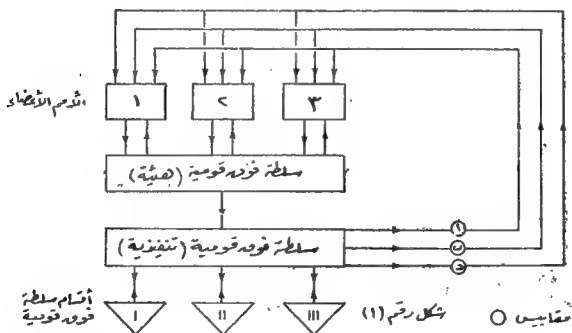 الأمم الأعضاء
١ ٢ ٣
سلطة فوق قومية (هيئة)
سلطة فوق قومية (تنفيذية)
١
٢
٣
أقسام سلطة
فوق قومية
I II III
شكل رقم (١)
مقاييس